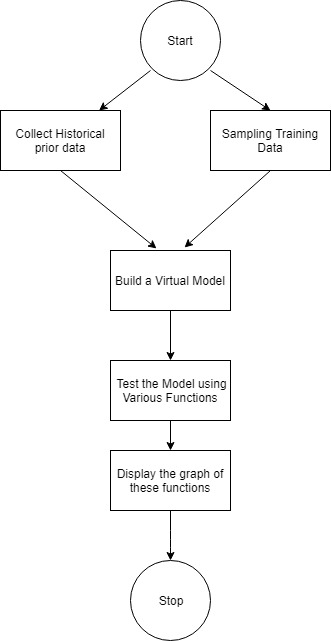 Start
Collect Historical
prior data
Sampling Training
Data
Build a Virtual Model
Test the Model using
Various Functions
Display the graph of
these functions
Stop